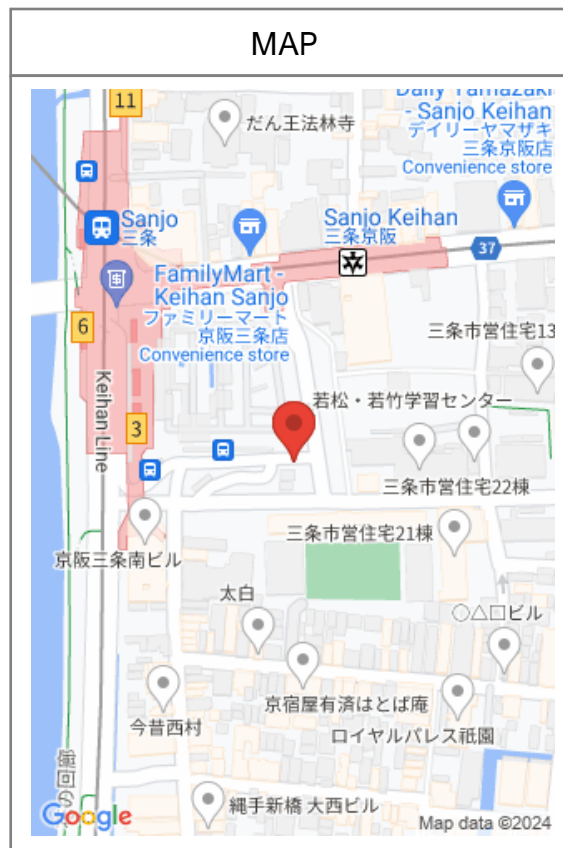 MAP
11
だん王法林寺
Daily Yamazaki
- Sanjo Keihan
デイリーヤマザキ
三条京阪店
Convenience store
Sanjo
三条
Sanjo Keihan
三条京阪
37
FamilyMart -
Keihan Sanjo
ファミリーマート
京阪三条店
Convenience store
6
三条市営住宅13
Keihan Line
3
若松・若竹学習センター
三条市営住宅22棟
三条市営住宅21棟
京阪三条南ビル
太白
○△□ビル
京宿屋有済はとば庵
今昔西村
ロイヤルパレス祇園
縄手新橋 大西ビル
Google
Map data ©2024